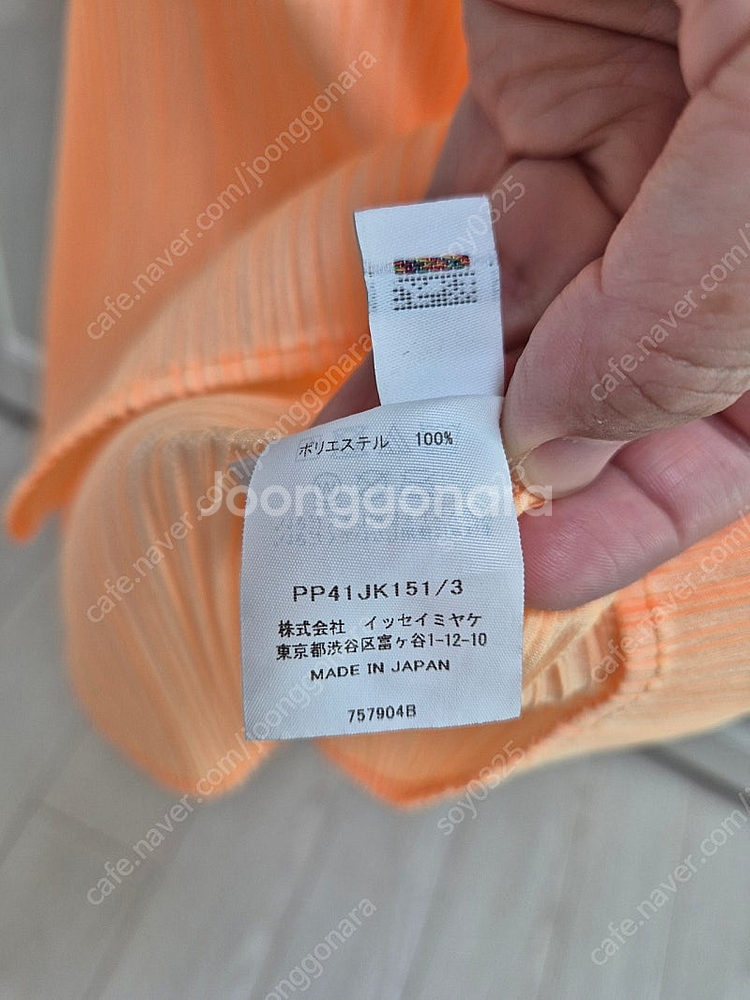 ポリエステル 100%
Joonggonara
PP41JK151/3
株式会社 イッセイミヤケ
東京都渋谷区富ヶ谷1-12-10
MADE IN JAPAN
757904B
cafe.naver.com/joonggonara
soyo325